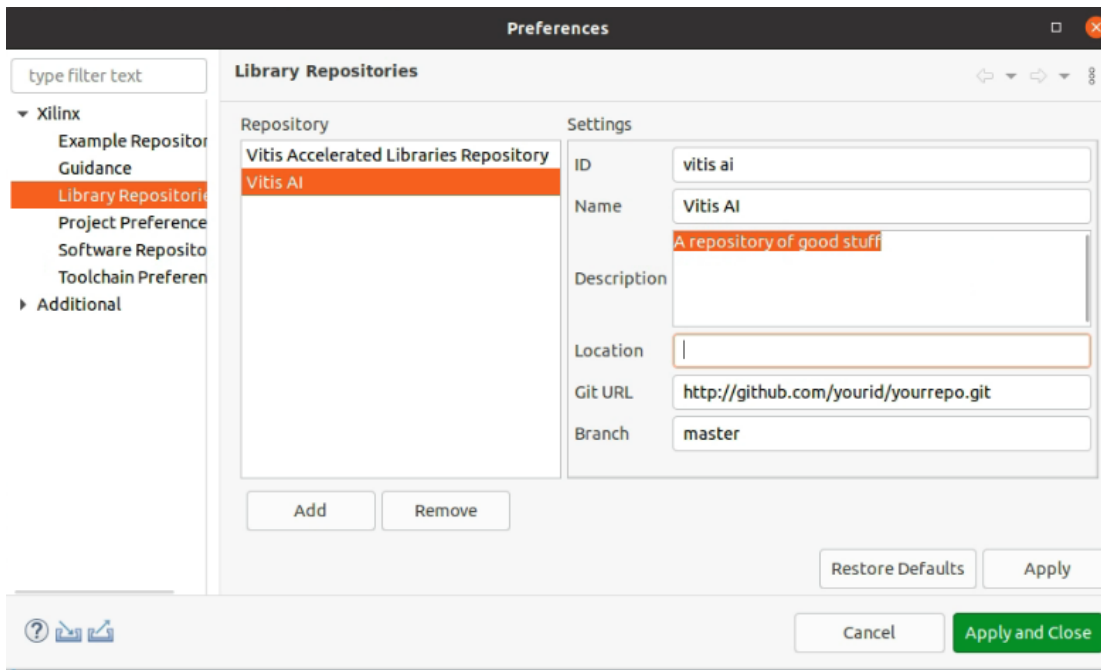 Preferences
type filter text
Xilinx
Example Repositor
Guidance
Library Repositorie
Project Preference
Software Reposito
Toolchain Preferen
Additional
Library Repositories
Repository
Vitis Accelerated Libraries Repository
Vitis AI
Settings
ID
vitis ai
Name
Vitis AI
Description
A repository of good stuff
Location
Git URL
http://github.com/yourid/yourrepo.git
Branch
master
Add
Remove
Restore Defaults
Apply
Cancel
Apply and Close